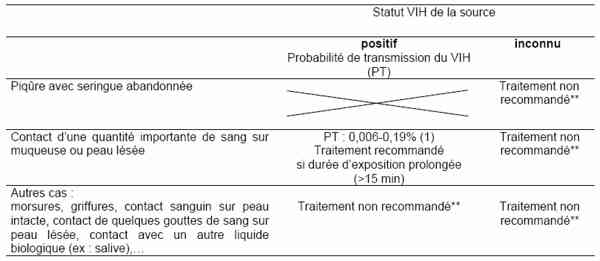 Statut VIH de la source
positif
inconnu
Probabilité de transmission du VIH
(PT)
Piqûre avec seringue abandonnée
Traitement non
recommandé**
Contact d'une quantité importante de sang sur
muqueuse ou peau lésée
PT : 0,006-0,19% (1)
Traitement recommandé
si durée d'exposition prolongée
(>15 min)
Traitement non
recommandé**
Autres cas :
morsures, griffures, contact sanguin sur peau
intacte, contact de quelques gouttes de sang sur
peau lésée, contact avec un autre liquide
biologique (ex : salive),...
Traitement non recommandé**
Traitement non
recommandé**